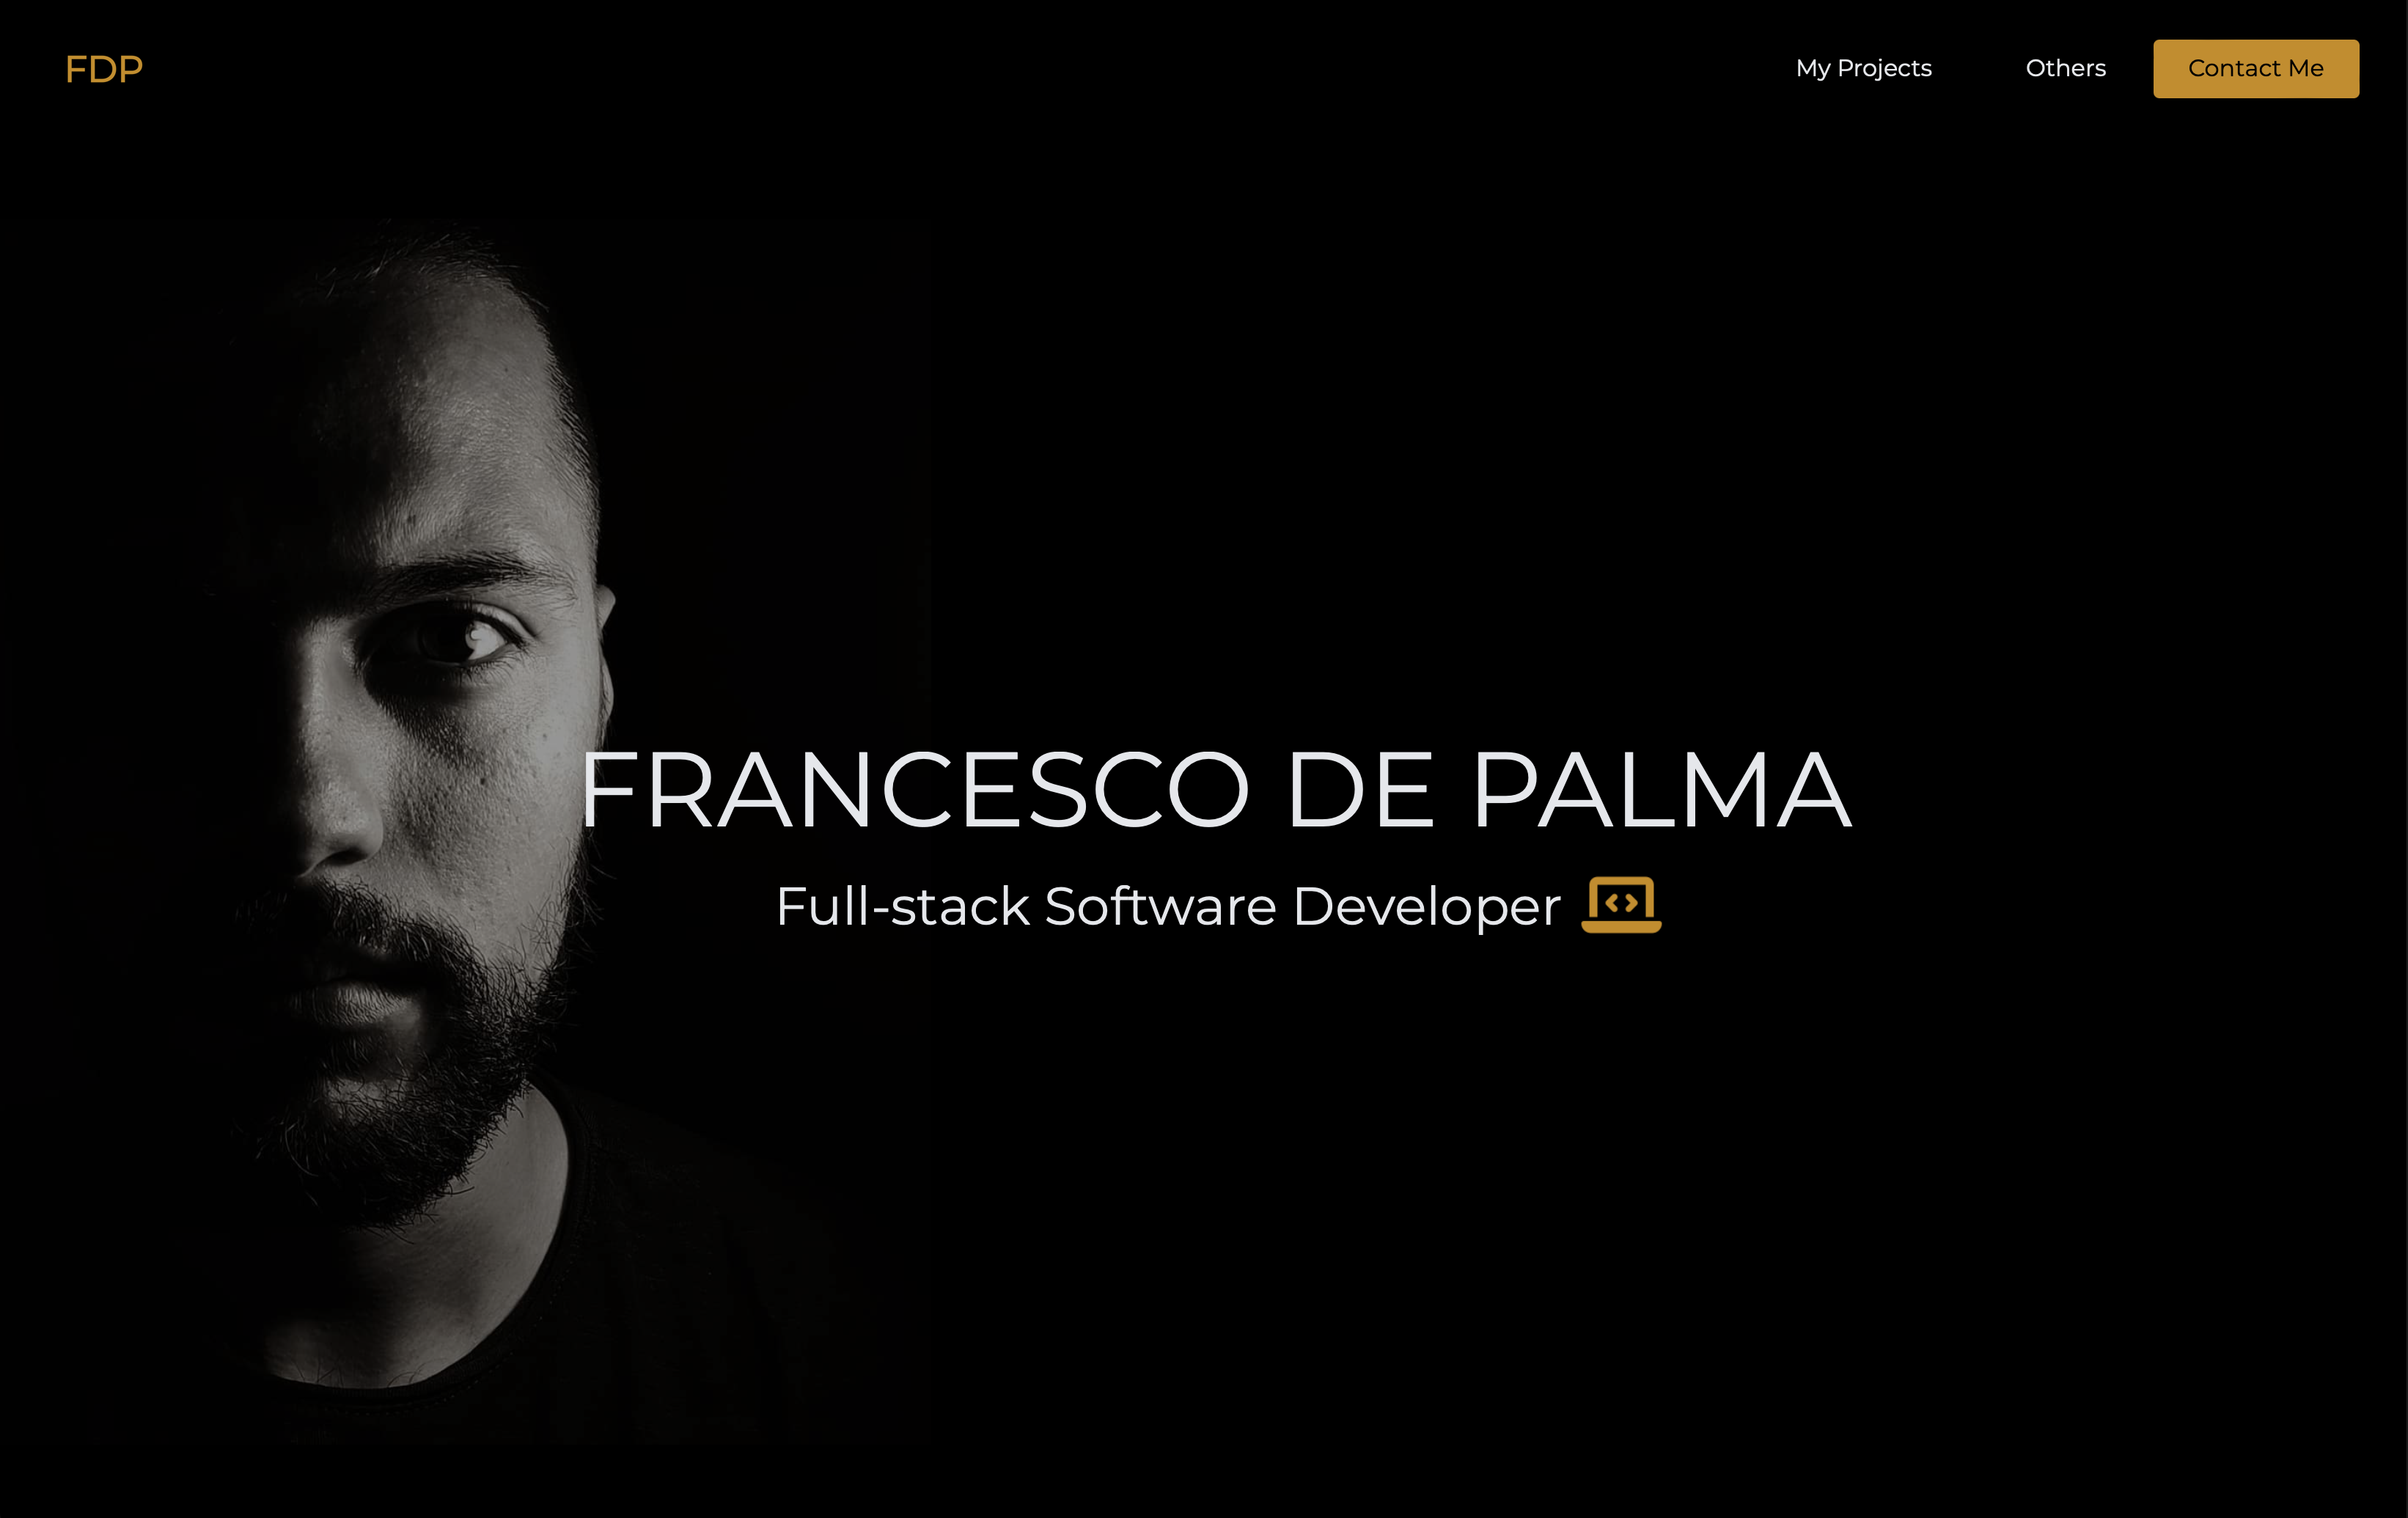 FDP
My Projects
Others
Contact Me
FRANCESCO DE PALMA
Full-stack Software Developer